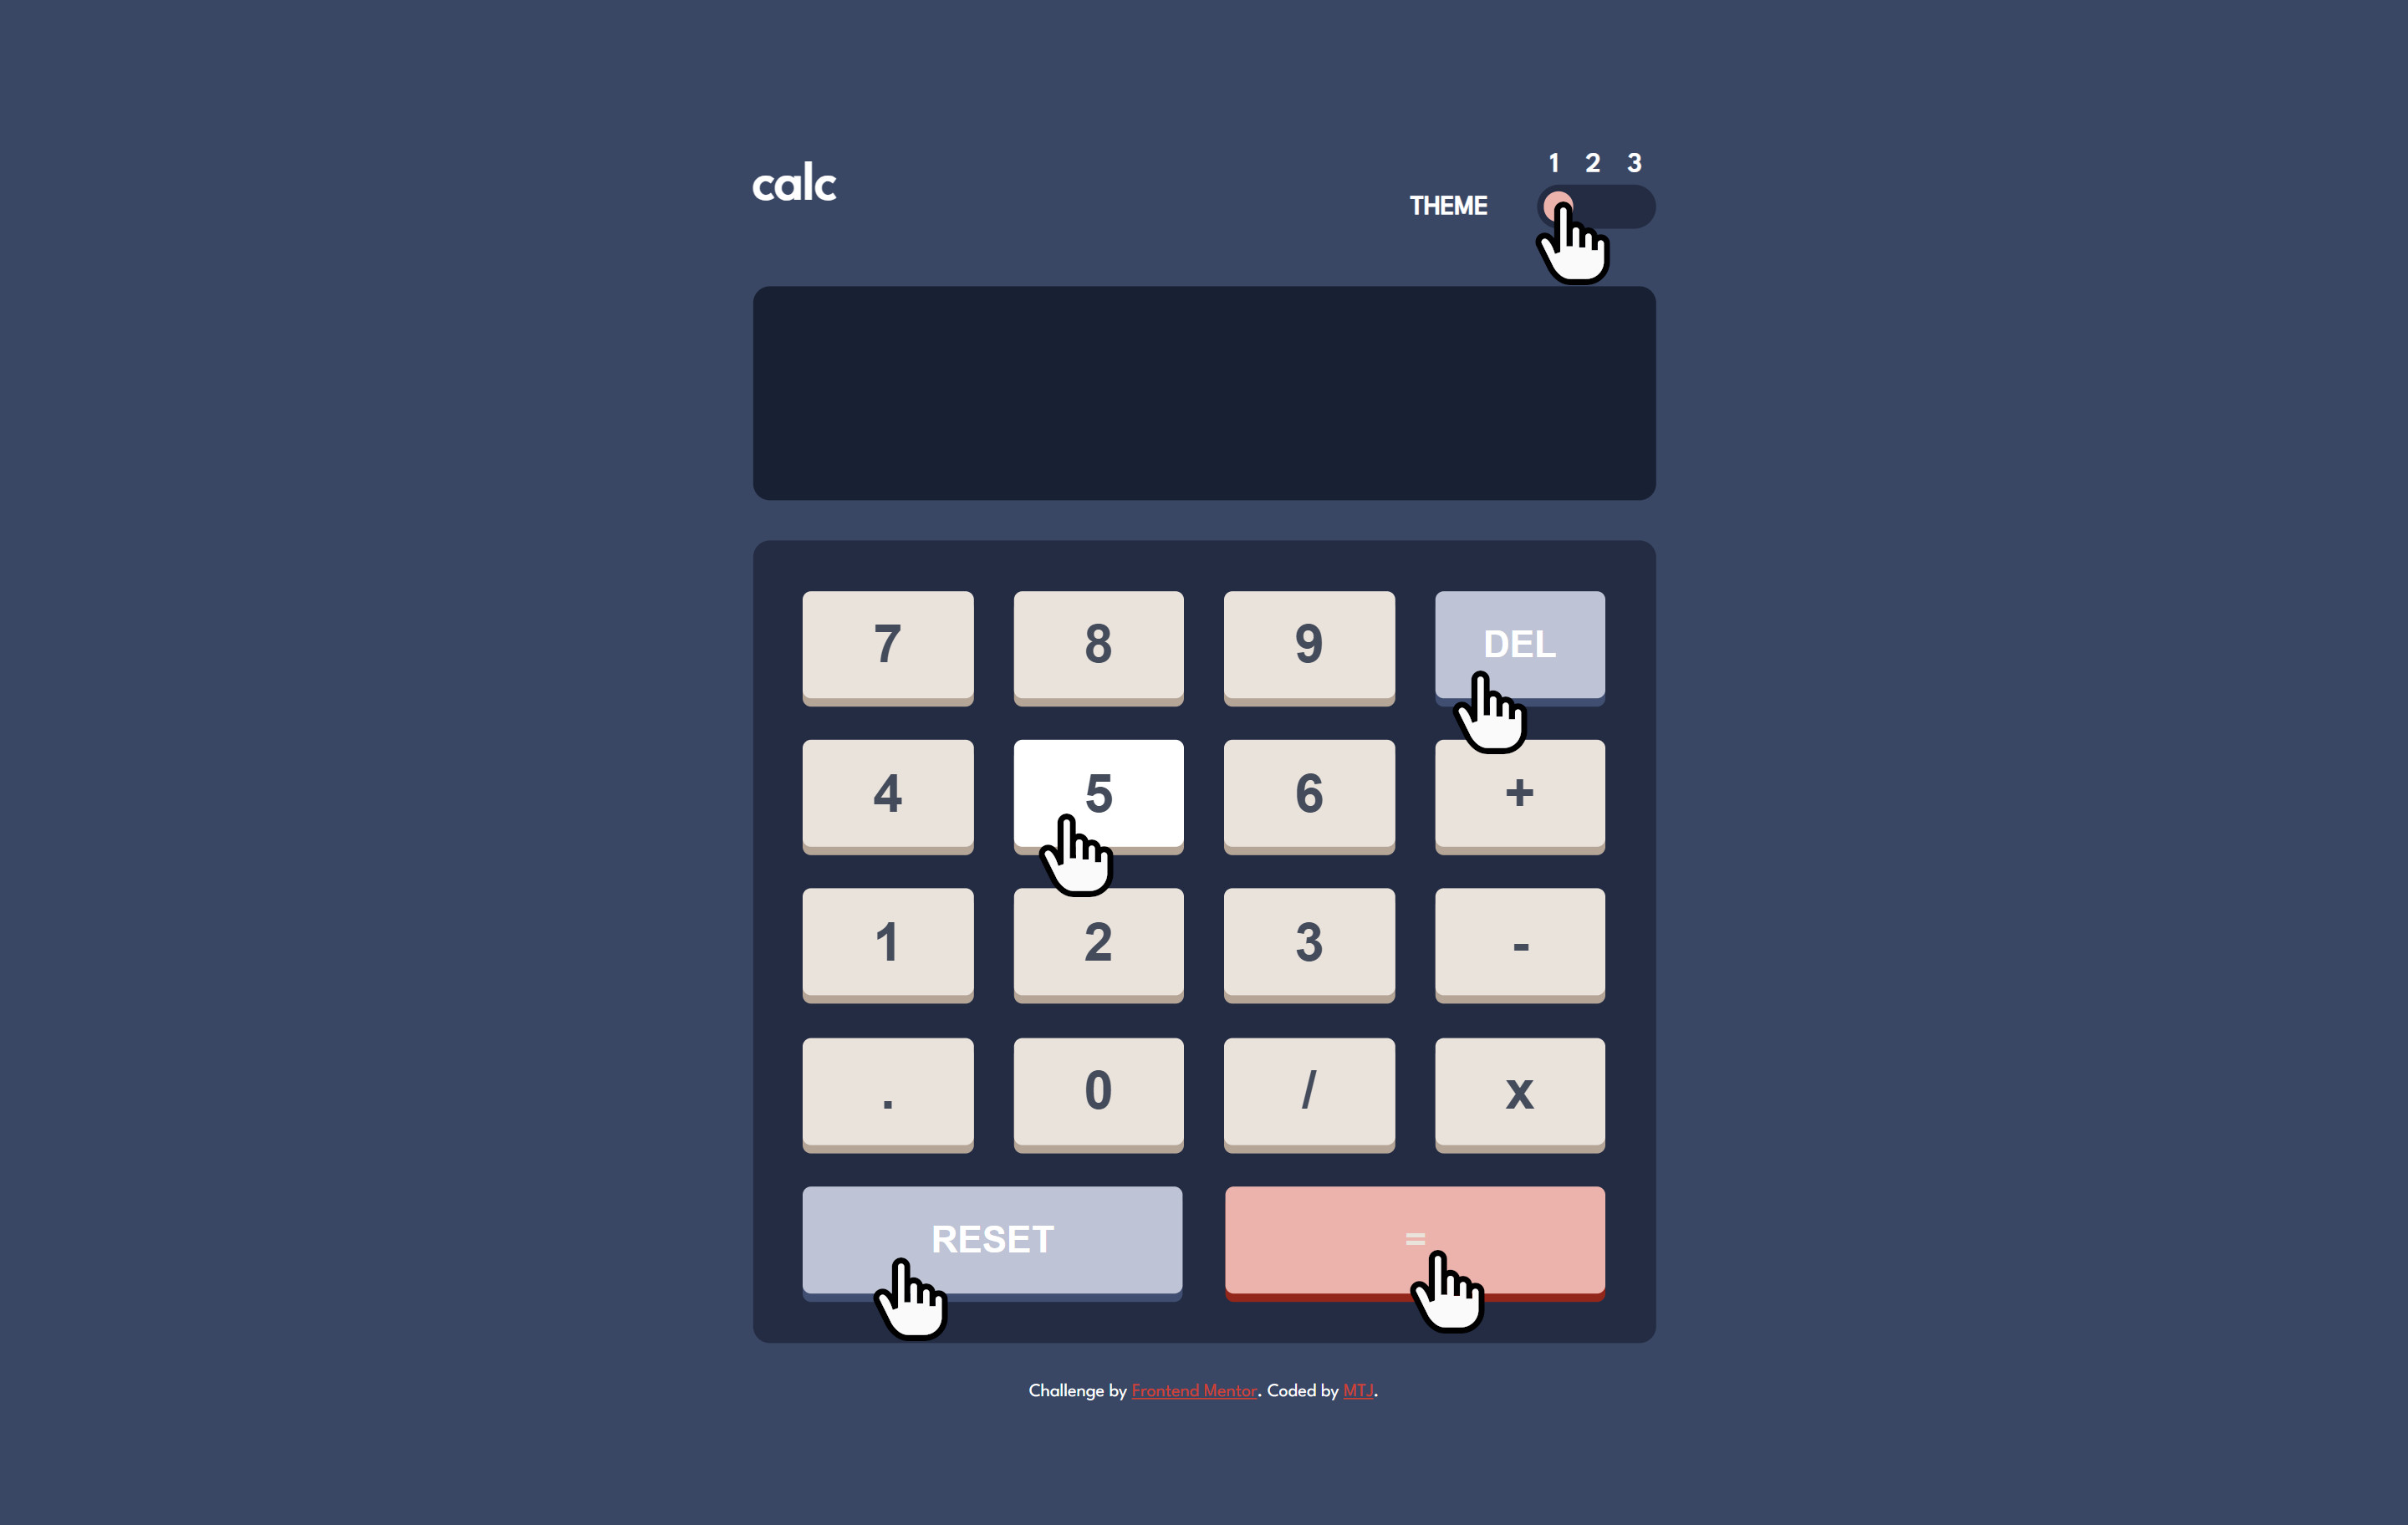 calc
1 2 3
THEME
7 8 9 DEL
4 5 6 +
1 2 3 -
. 0 / x
RESET =
Challenge by Frontend Mentor. Coded by MTJ.